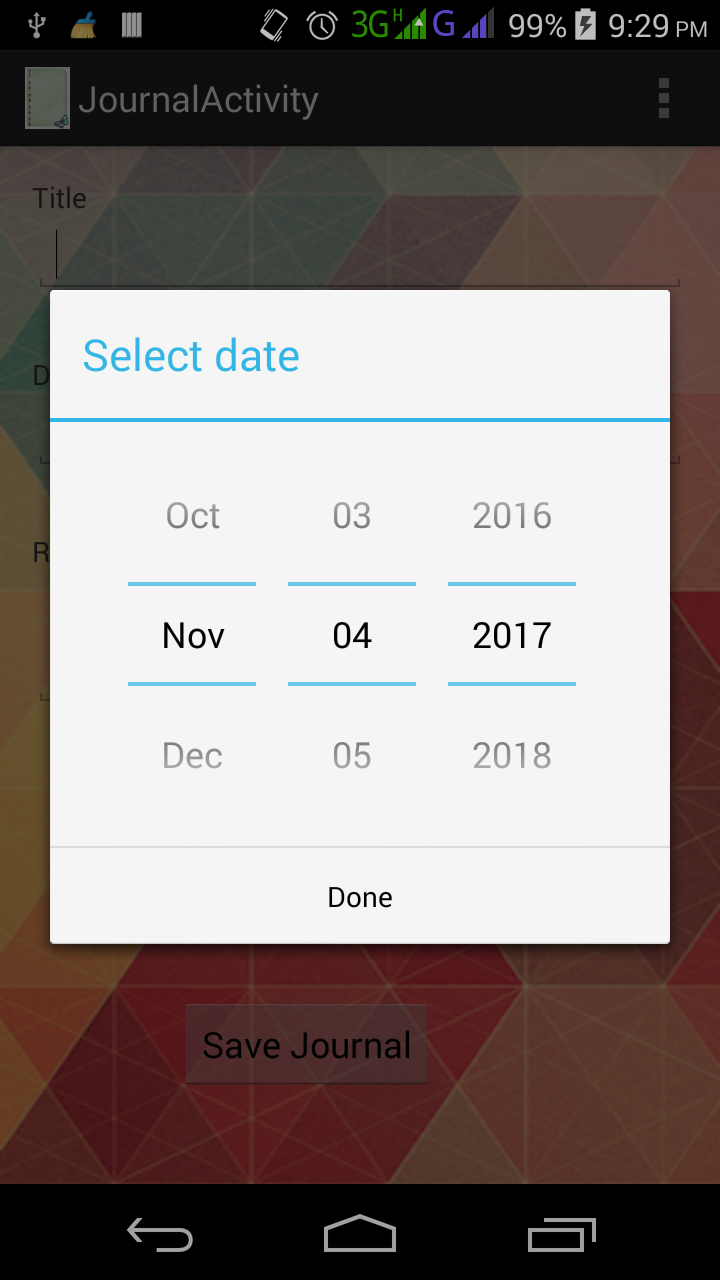 3G H G 99% 9:29 PM
JournalActivity
Title
Select date
D
Oct 03 2016
R
Nov 04 2017
Dec 05 2018
Done
Save Journal